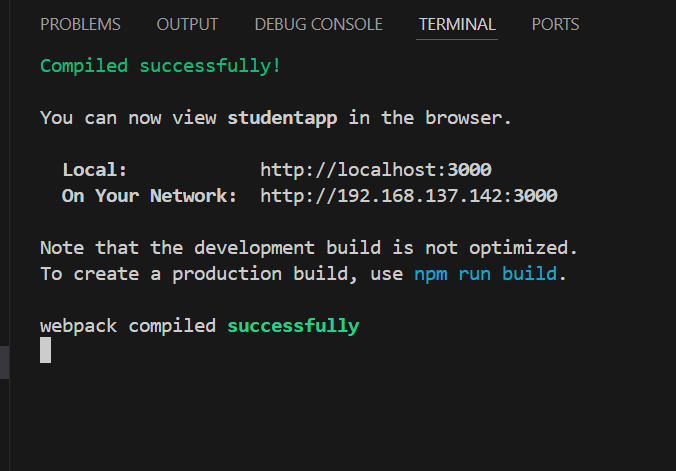 PROBLEMS OUTPUT DEBUG CONSOLE TERMINAL PORTS
Compiled successfully!
You can now view studentapp in the browser.
Local: http://localhost:3000
On Your Network: http://192.168.137.142:3000
Note that the development build is not optimized.
To create a production build, use npm run build.
webpack compiled successfully